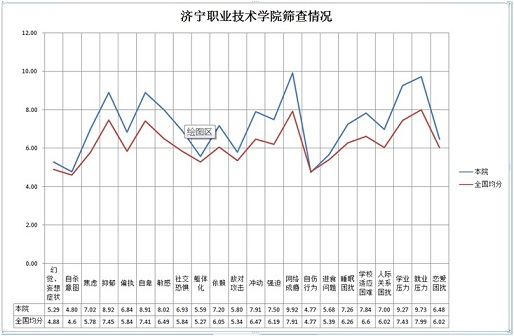 济宁职业技术学院筛查情况
12.00
10.00
8.00
6.00
4.00
2.00
0.00
绘图区
本院
全国均分
幻觉、妄想症状 自杀意图 焦虑 抑郁 偏执 自卑 敏感 社交恐惧 躯体化 依赖 敌对攻击 冲动 强迫 网络成瘾 自伤行为 进食问题 睡眠困扰 学校适应困难 人际关系困扰 学业压力 就业压力 恋爱困扰
本院 5.29 4.80 7.02 8.92 6.84 8.91 8.02 6.93 5.59 7.20 5.80 7.91 7.50 9.92 4.77 5.68 7.26 7.84 7.00 9.27 9.73 6.48
全国均分 4.88 4.6 5.78 7.45 5.84 7.41 6.49 5.84 5.27 6.05 5.34 6.47 6.19 7.91 4.77 5.39 6.26 6.6 6.02 7.43 7.99 6.02